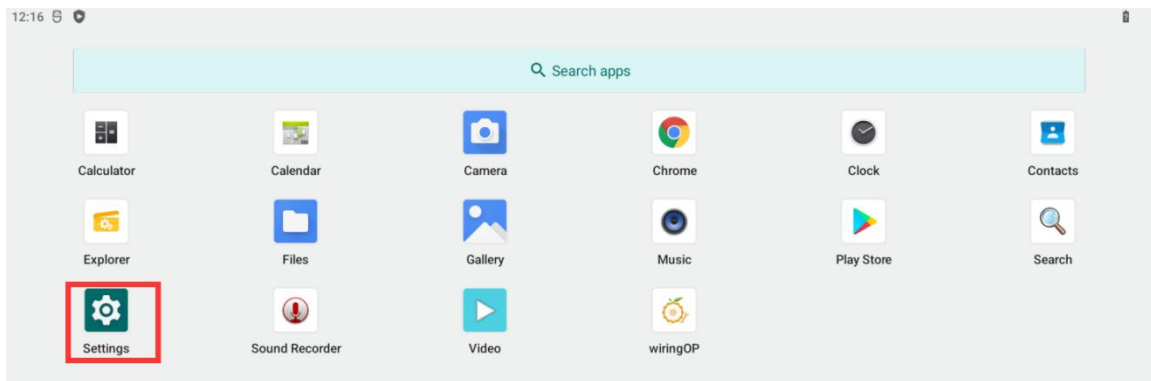 12:16
Search apps
Calculator Calendar Camera Chrome Clock Contacts
Explorer Files Gallery Music Play Store Search
Settings Sound Recorder Video wiringOP